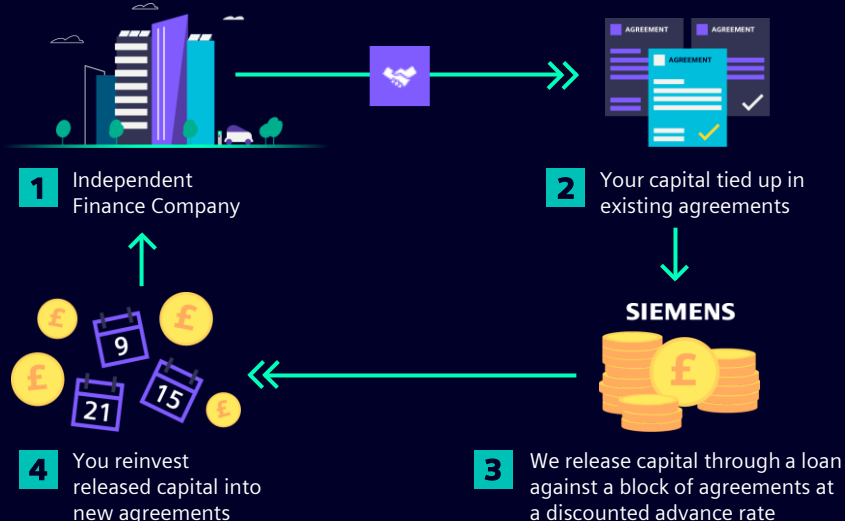 AGREEMENT
AGREEMENT
AGREEMENT
1
Independent
Finance Company
2
Your capital tied up in
existing agreements
SIEMENS
£
£
£
£
£
9
15
21
3
We release capital through a loan
against a block of agreements at
a discounted advance rate
4
You reinvest
released capital into
new agreements